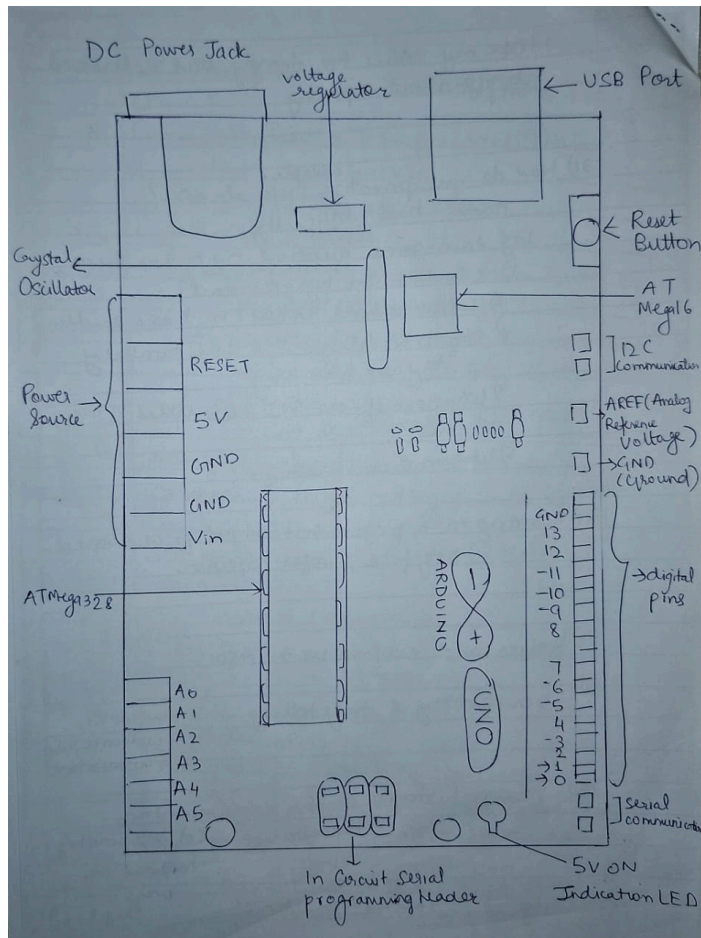 DC Power Jack
voltage
regulator
USB Port
Reset
Button
Crystal
Oscillator
AT
Mega16
I2C
Communication
RESET
Power
Source
5V
AREF (Analog
Reference
Voltage)
GND
GND
(Ground)
GND
Vin
ATMega328
GND
13
12
-11
-10
-9
8
7
-6
-5
4
-3
2
1
0
digital
pins
ARDUINO
- +
UNO
A0
A1
A2
A3
A4
A5
Serial
communication
5V ON
Indication LED
In Circuit Serial
programming header